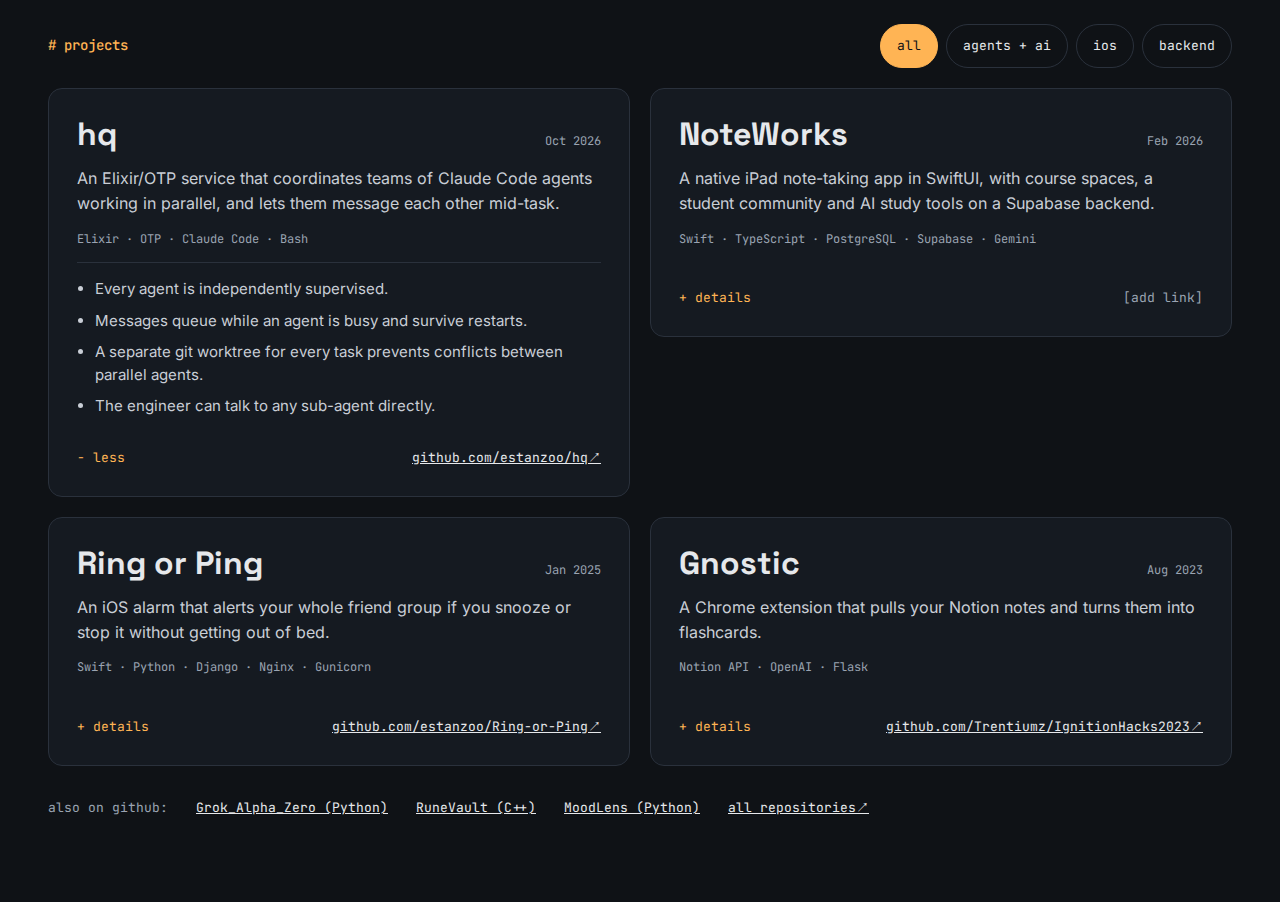 # projects
all
agents + ai
ios
backend
hq
Oct 2026
An Elixir/OTP service that coordinates teams of Claude Code agents
working in parallel, and lets them message each other mid-task.
Elixir · OTP · Claude Code · Bash
• Every agent is independently supervised.
• Messages queue while an agent is busy and survive restarts.
• A separate git worktree for every task prevents conflicts between
parallel agents.
• The engineer can talk to any sub-agent directly.
- less
github.com/estanzoo/hq↗
NoteWorks
Feb 2026
A native iPad note-taking app in SwiftUI, with course spaces, a
student community and AI study tools on a Supabase backend.
Swift · TypeScript · PostgreSQL · Supabase · Gemini
+ details
[add link]
Ring or Ping
Jan 2025
An iOS alarm that alerts your whole friend group if you snooze or
stop it without getting out of bed.
Swift · Python · Django · Nginx · Gunicorn
+ details
github.com/estanzoo/Ring-or-Ping↗
Gnostic
Aug 2023
A Chrome extension that pulls your Notion notes and turns them into
flashcards.
Notion API · OpenAI · Flask
+ details
github.com/Trentiumz/IgnitionHacks2023↗
also on github:
Grok_Alpha_Zero (Python)
RuneVault (C++)
MoodLens (Python)
all repositories↗